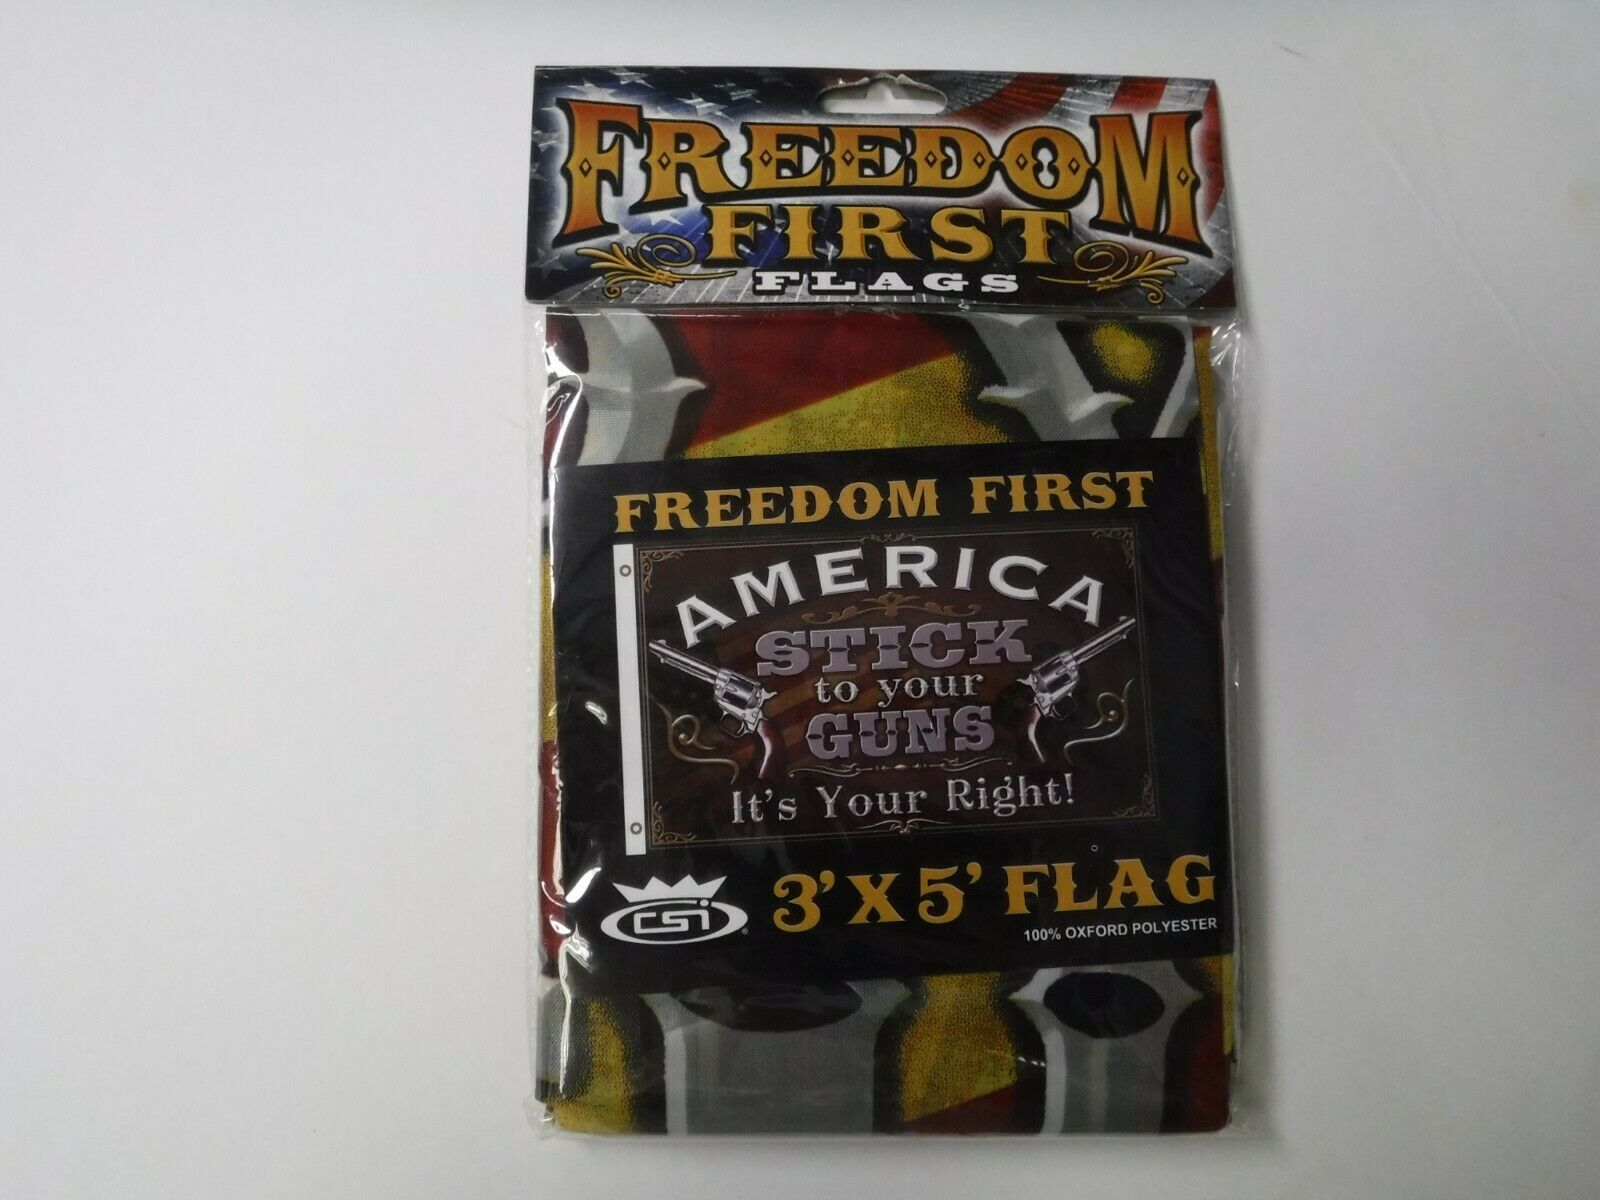 FREEDOM
FIRST
FLAGS
FREEDOM FIRST
AMERICA
STICK
to your
GUNS
It's Your Right!
CSI ®
3' X 5' FLAG
100% OXFORD POLYESTER